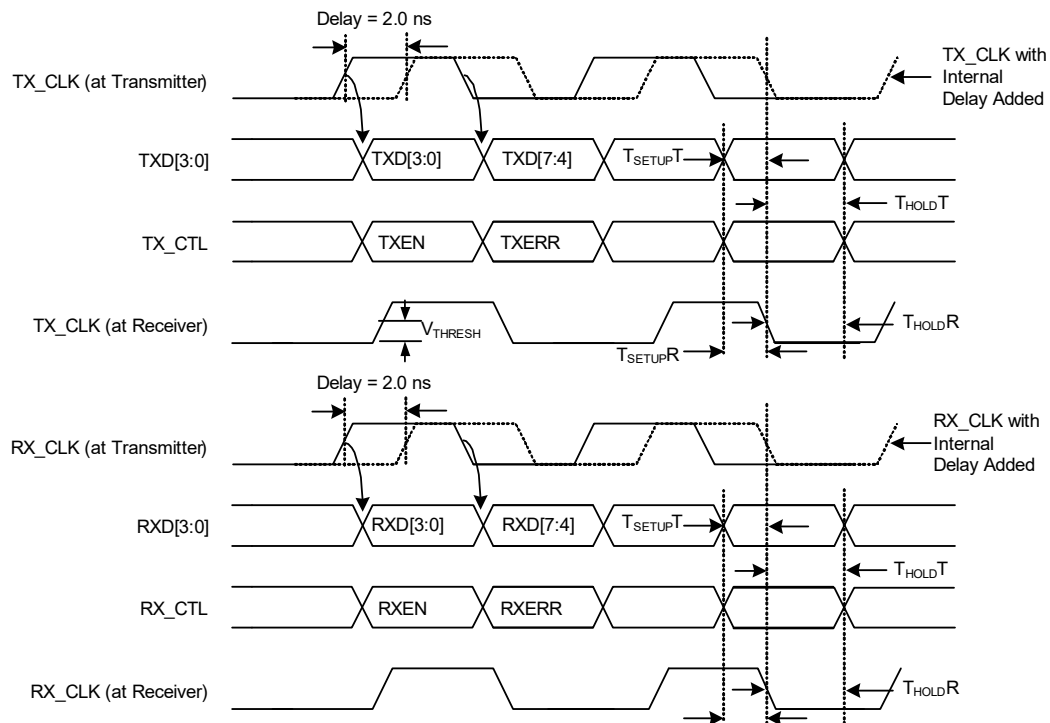 Delay = 2.0 ns
TX_CLK (at Transmitter)
TX_CLK with
Internal
Delay Added
TXD[3:0]
TXD[3:0]
TXD[7:4]
TSETUPT
THOLDT
TX_CTL
TXEN
TXERR
TX_CLK (at Receiver)
VTHRESH
THOLDR
TSETUPR
Delay = 2.0 ns
RX_CLK (at Transmitter)
RX_CLK with
Internal
Delay Added
RXD[3:0]
RXD[3:0]
RXD[7:4]
TSETUPT
THOLDT
RX_CTL
RXEN
RXERR
RX_CLK (at Receiver)
THOLDR